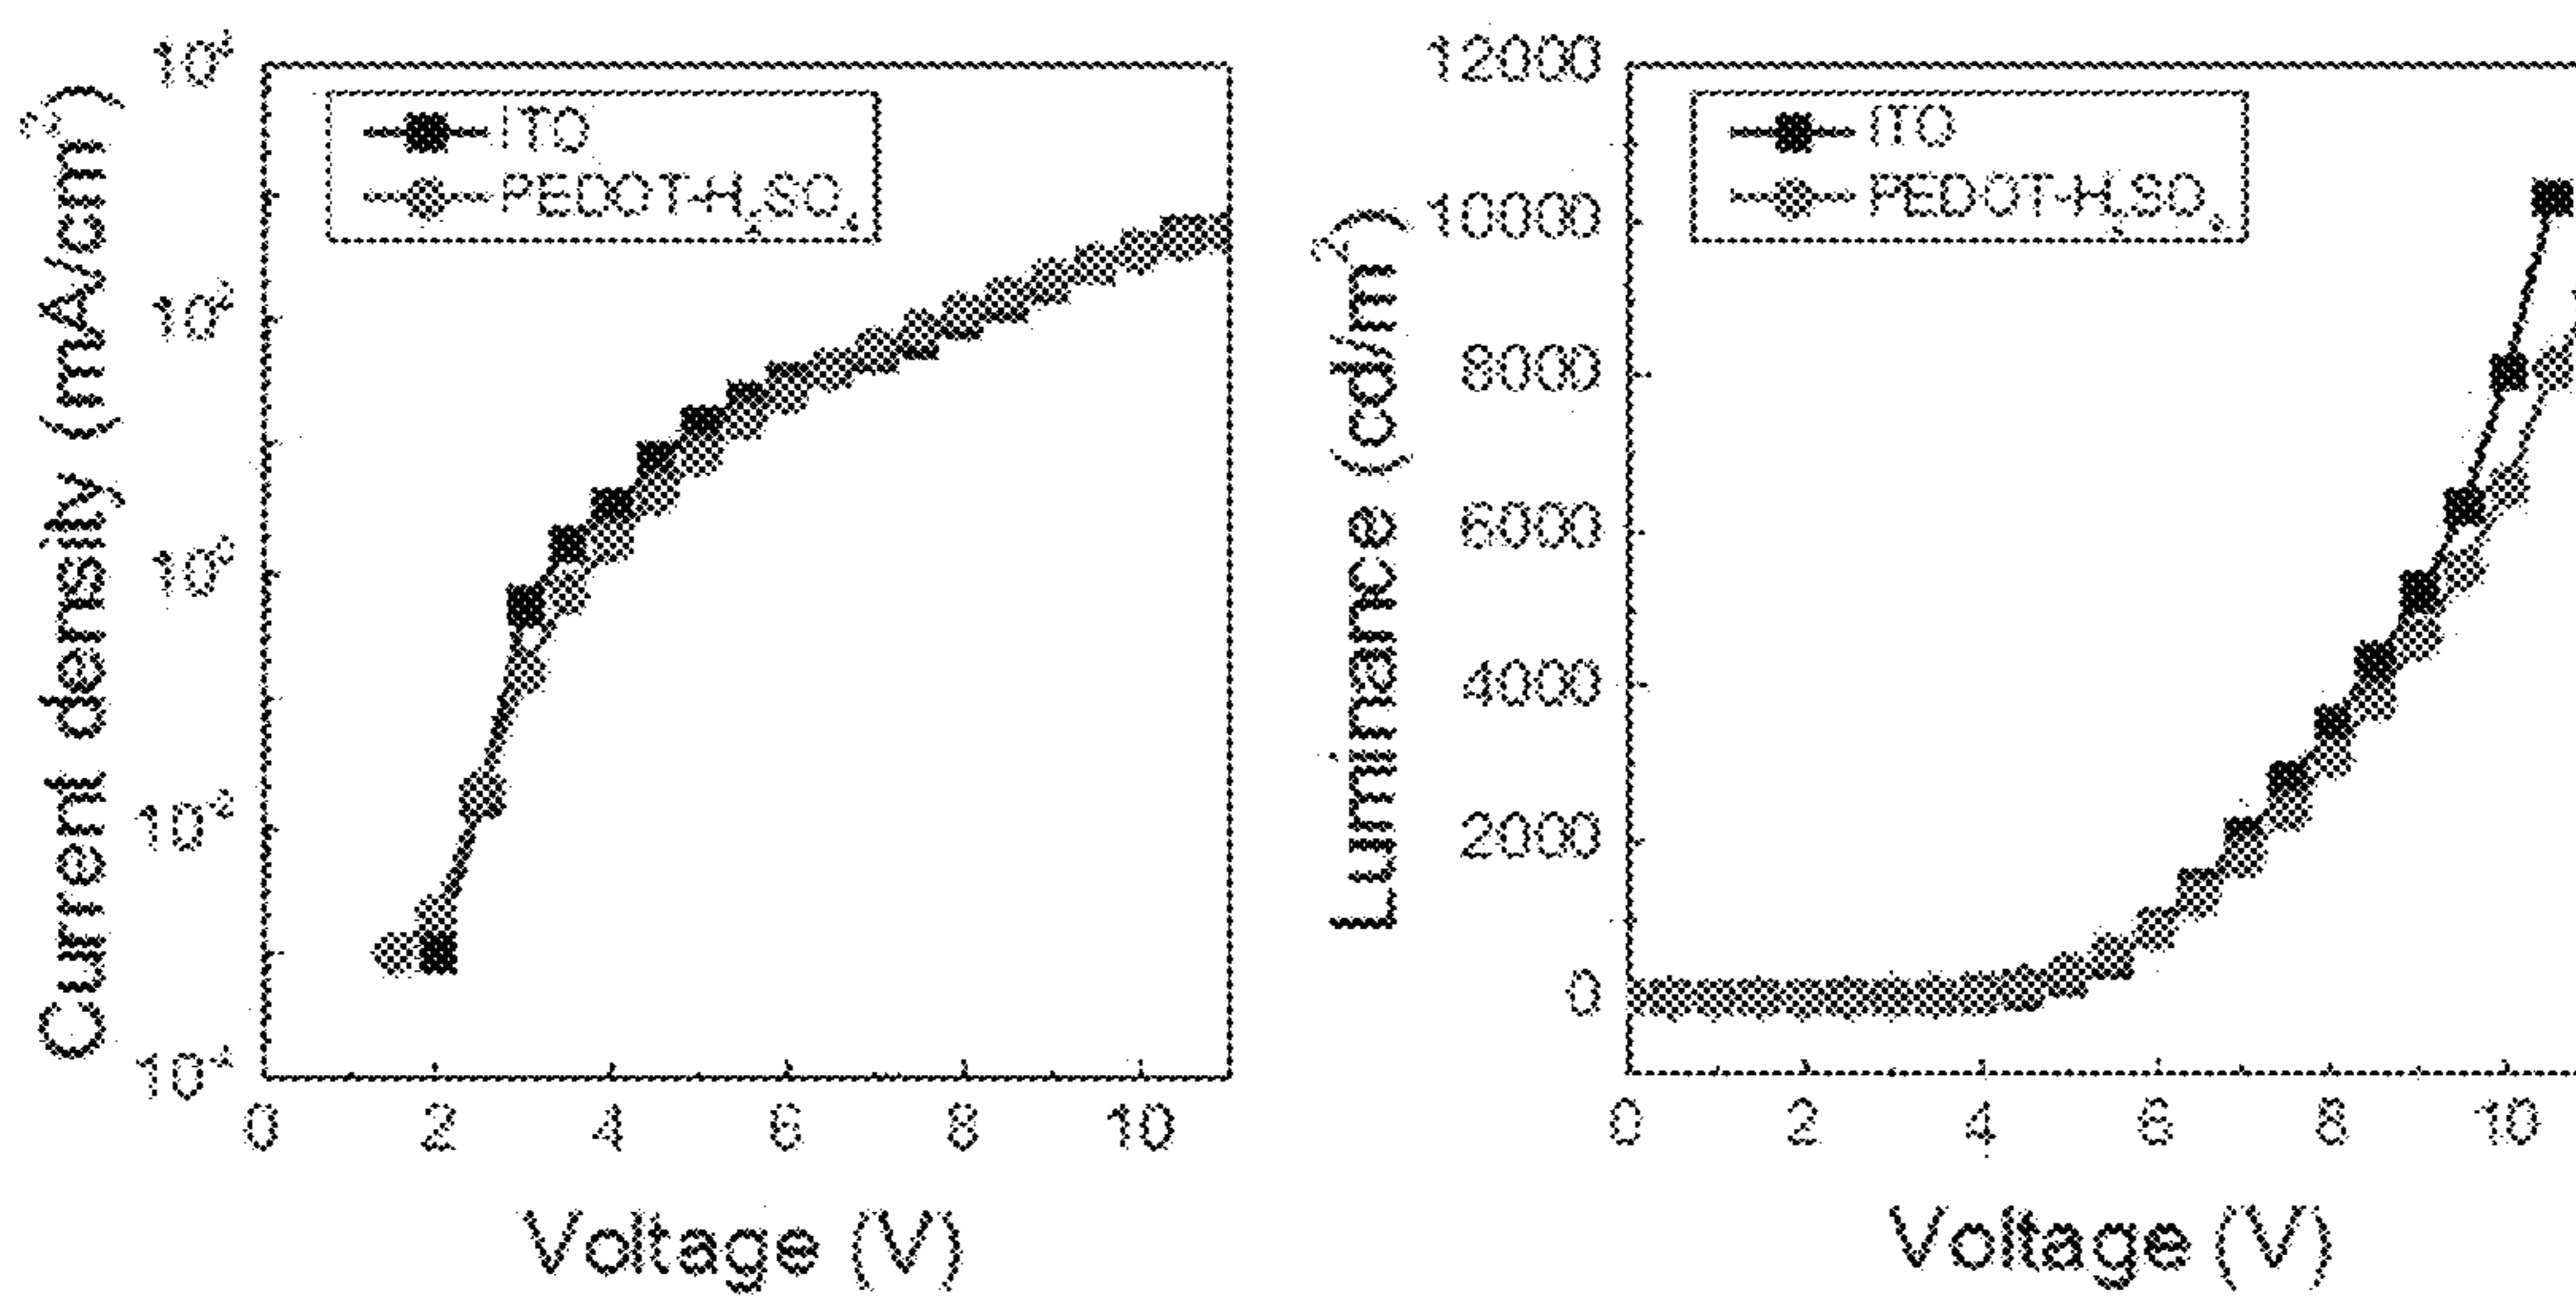 Current density (mA/cm²)
10⁴
10²
10⁰
10⁻²
10⁻⁴
ITO
PEDOT-H₂SO₄
0 2 4 6 8 10
Voltage (V)
Luminance (cd/m²)
12000
10000
8000
6000
4000
2000
0
ITO
PEDOT-H₂SO₄
0 2 4 6 8 10
Voltage (V)